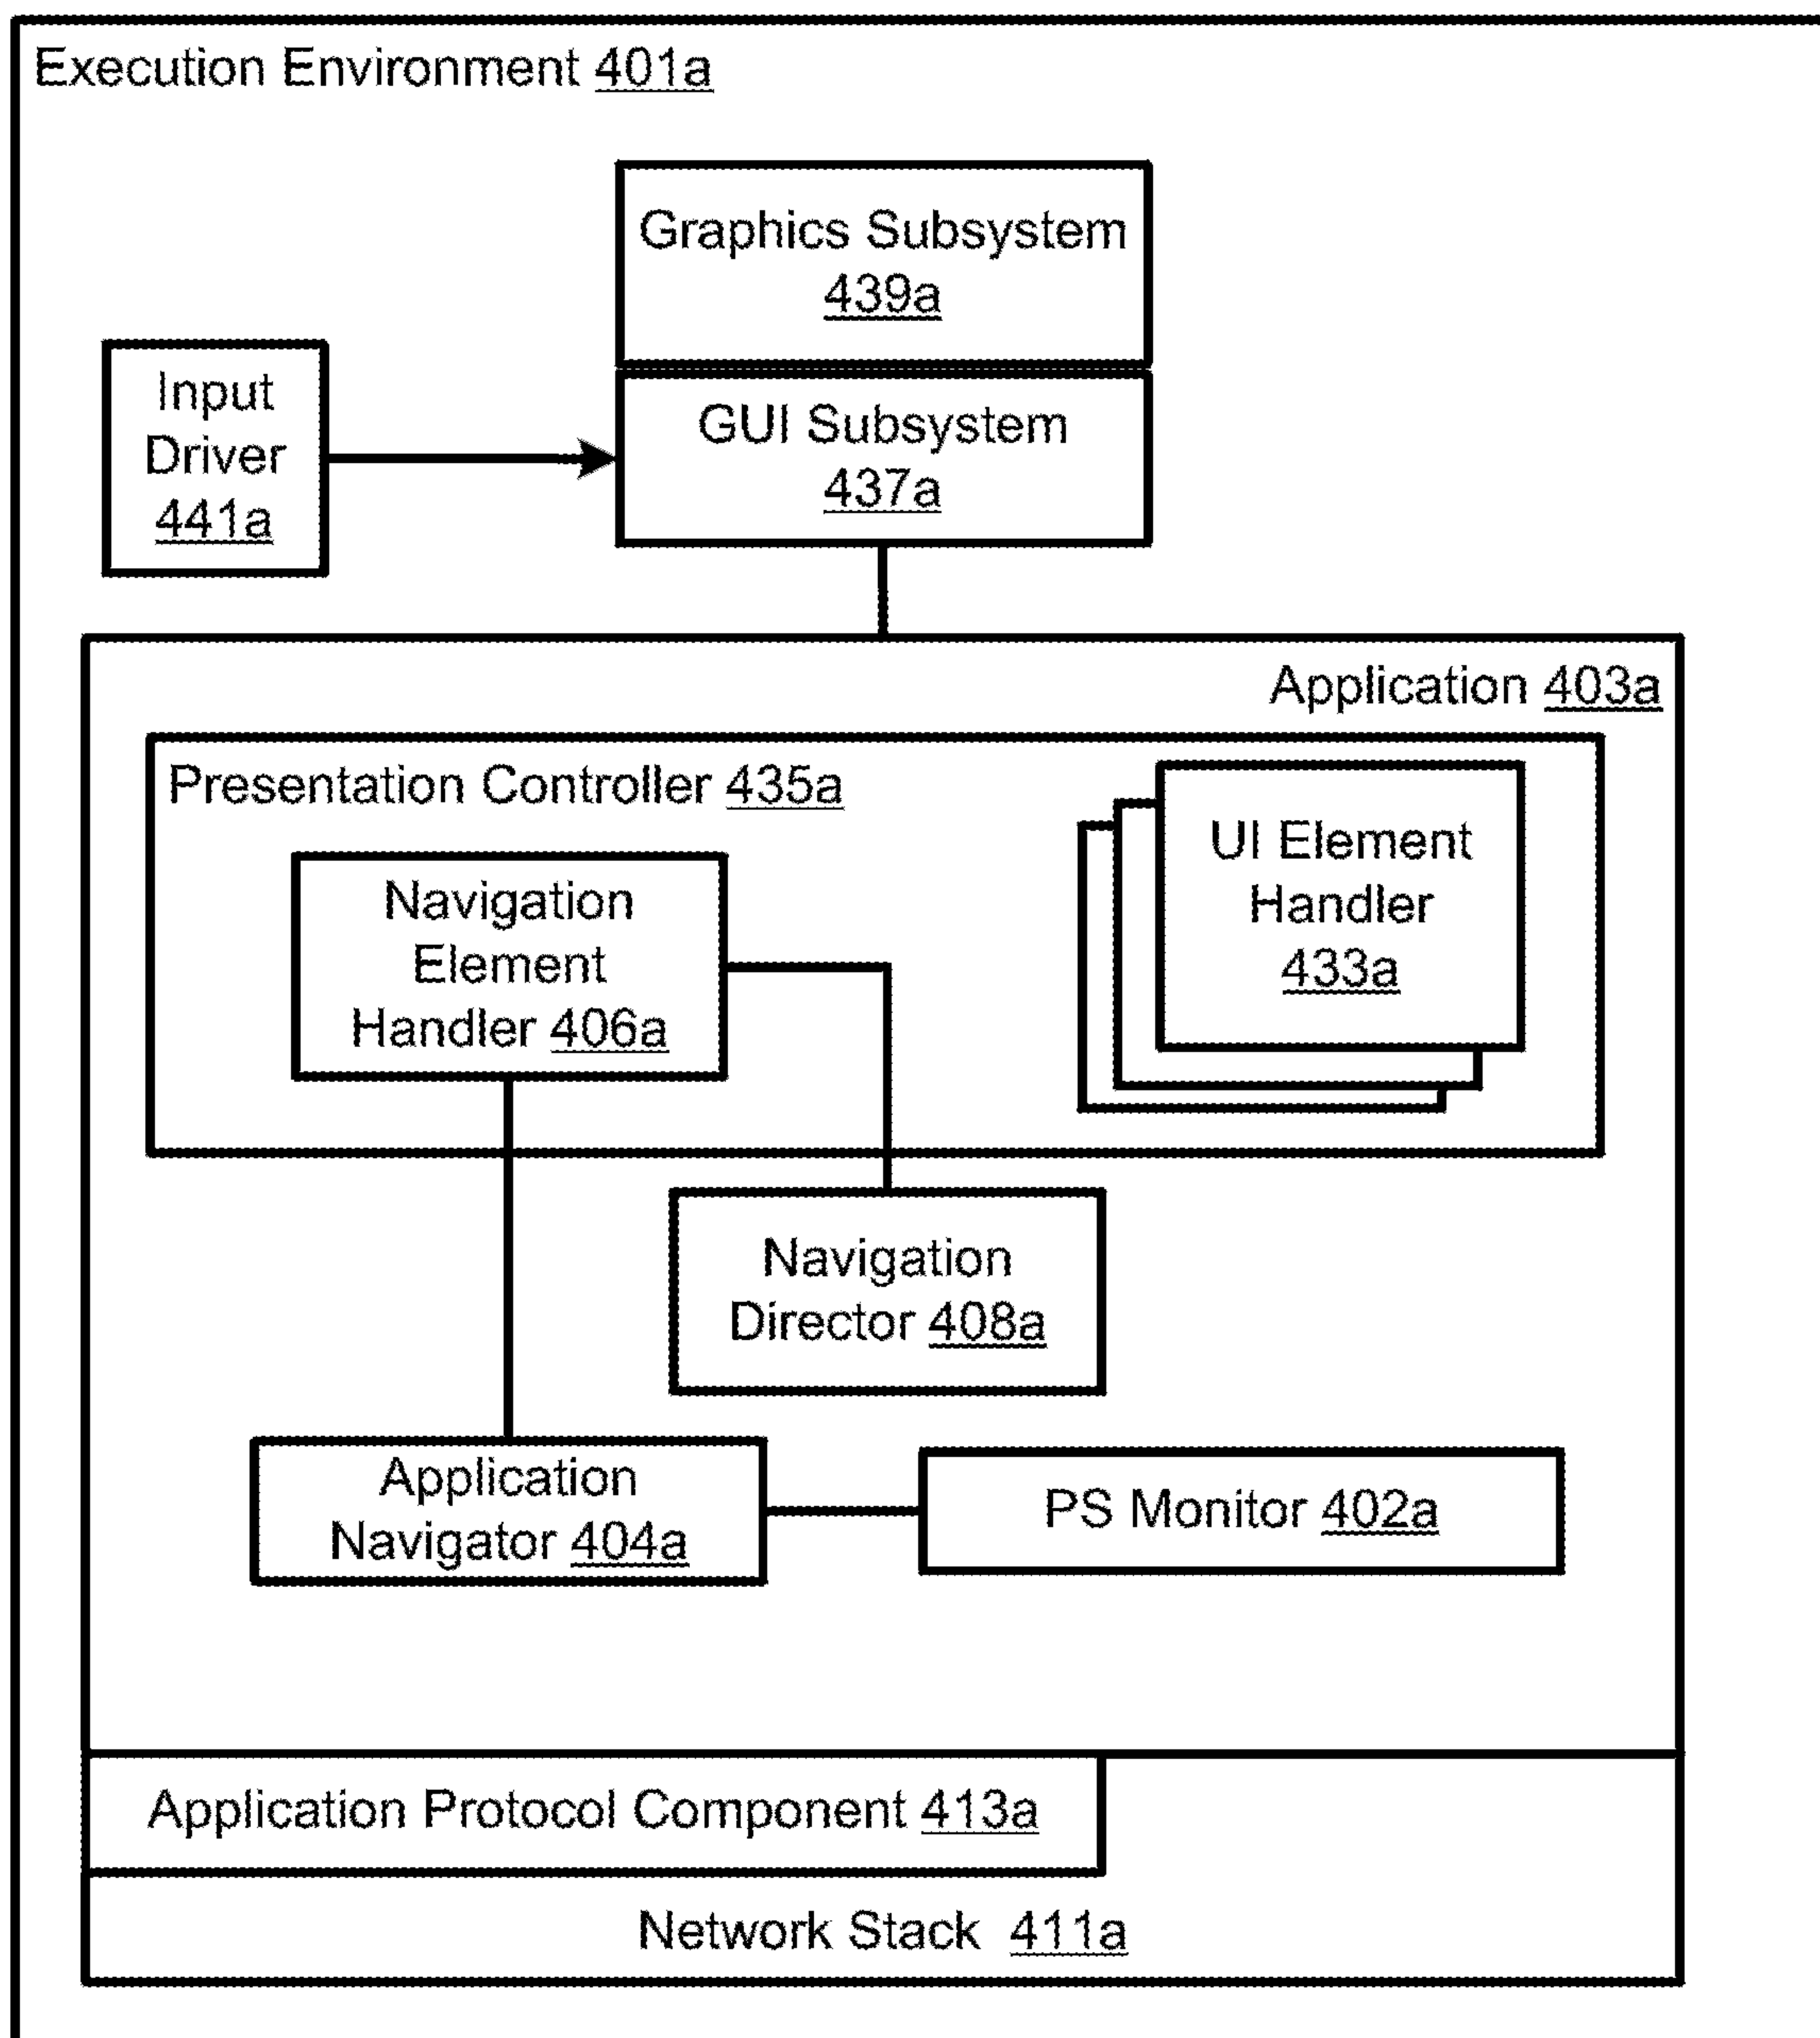 Execution Environment 401a
Graphics Subsystem
439a
Input
Driver
441a
GUI Subsystem
437a
Application 403a
Presentation Controller 435a
UI Element
Handler
433a
Navigation
Element
Handler 406a
Navigation
Director 408a
Application
Navigator 404a
PS Monitor 402a
Application Protocol Component 413a
Network Stack 411a